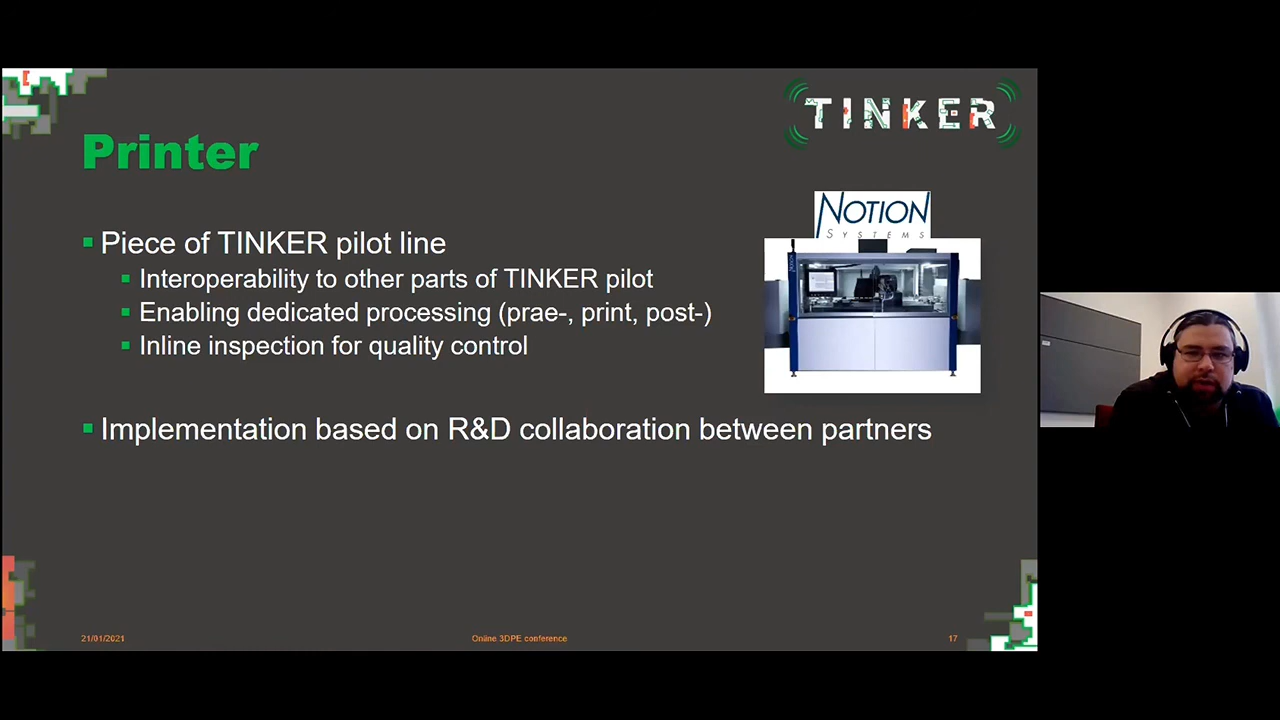 TINKER
Printer
NOTION
SYSTEMS
Piece of TINKER pilot line
Interoperability to other parts of TINKER pilot
Enabling dedicated processing (prae-, print, post-)
Inline inspection for quality control
Implementation based on R&D collaboration between partners
21/01/2021
Online 3DPE conference
17